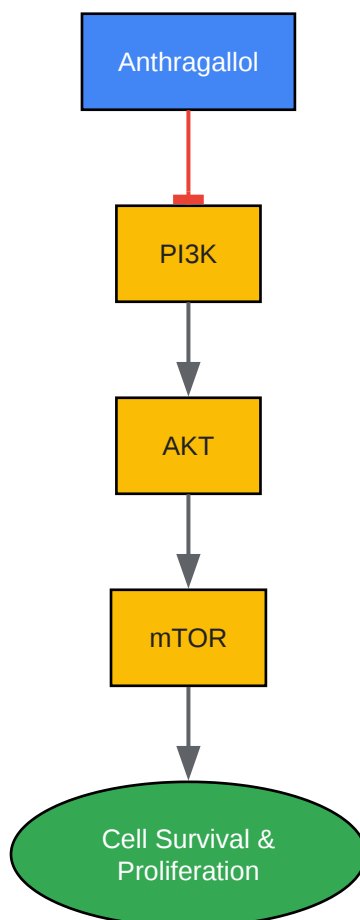 Anthragallol
PI3K
AKT
mTOR
Cell Survival &
Proliferation